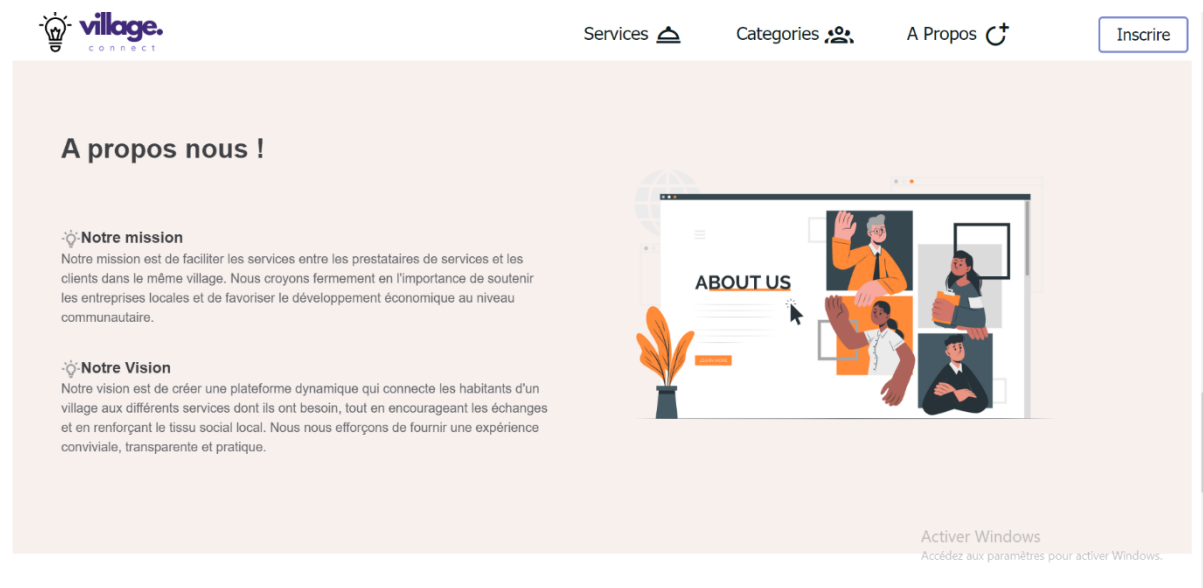 village.
connect
Services
Categories
A Propos
Inscrire
A propos nous !
Notre mission
Notre mission est de faciliter les services entre les prestataires de services et les
clients dans le même village. Nous croyons fermement en l'importance de soutenir
les entreprises locales et de favoriser le développement économique au niveau
communautaire.
Notre Vision
Notre vision est de créer une plateforme dynamique qui connecte les habitants d'un
village aux différents services dont ils ont besoin, tout en encourageant les échanges
et en renforçant le tissu social local. Nous nous efforçons de fournir une expérience
conviviale, transparente et pratique.
ABOUT US
LEARN MORE
Activer Windows
Accédez aux paramètres pour activer Windows.